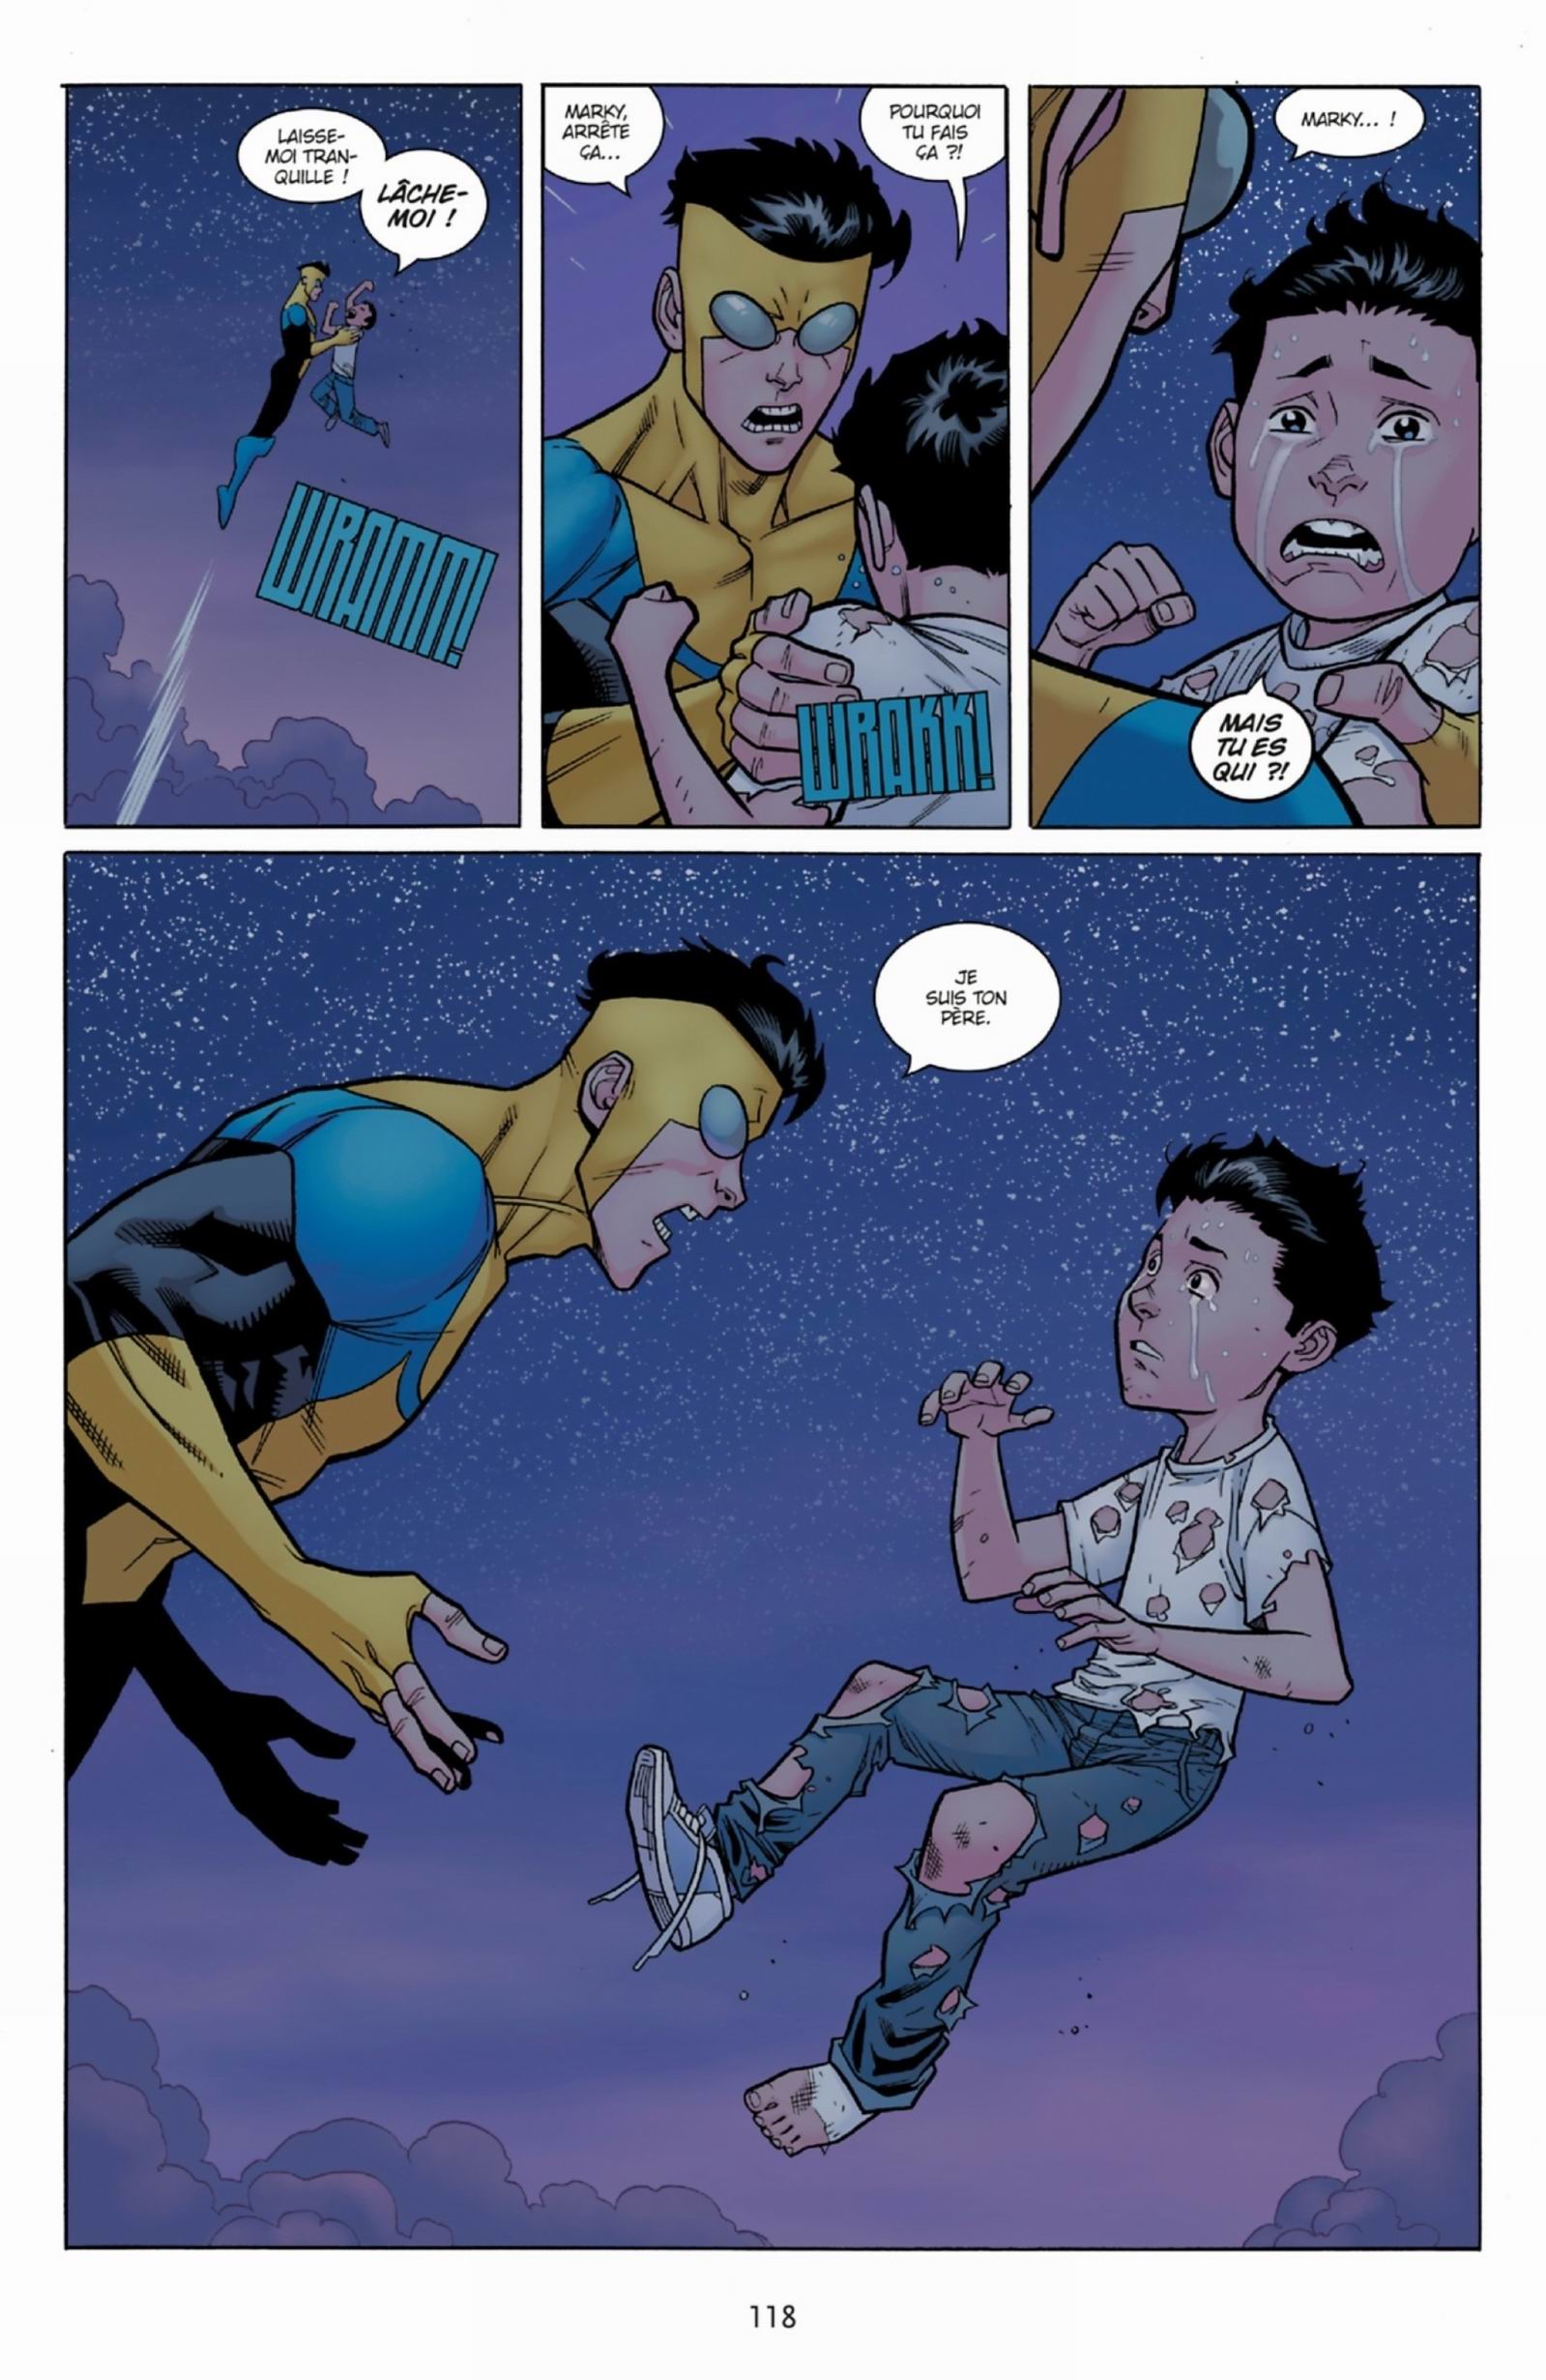 LAISSE-
MOI TRAN-
QUILLE !
LÂCHE-
MOI !
WRAMM!
MARKY,
ARRÊTE
ÇA...
POURQUOI
TU FAIS
ÇA ?!
WRAKK!
MARKY... !
MAIS
TU ES
QUI ?!
JE
SUIS TON
PÈRE.
118